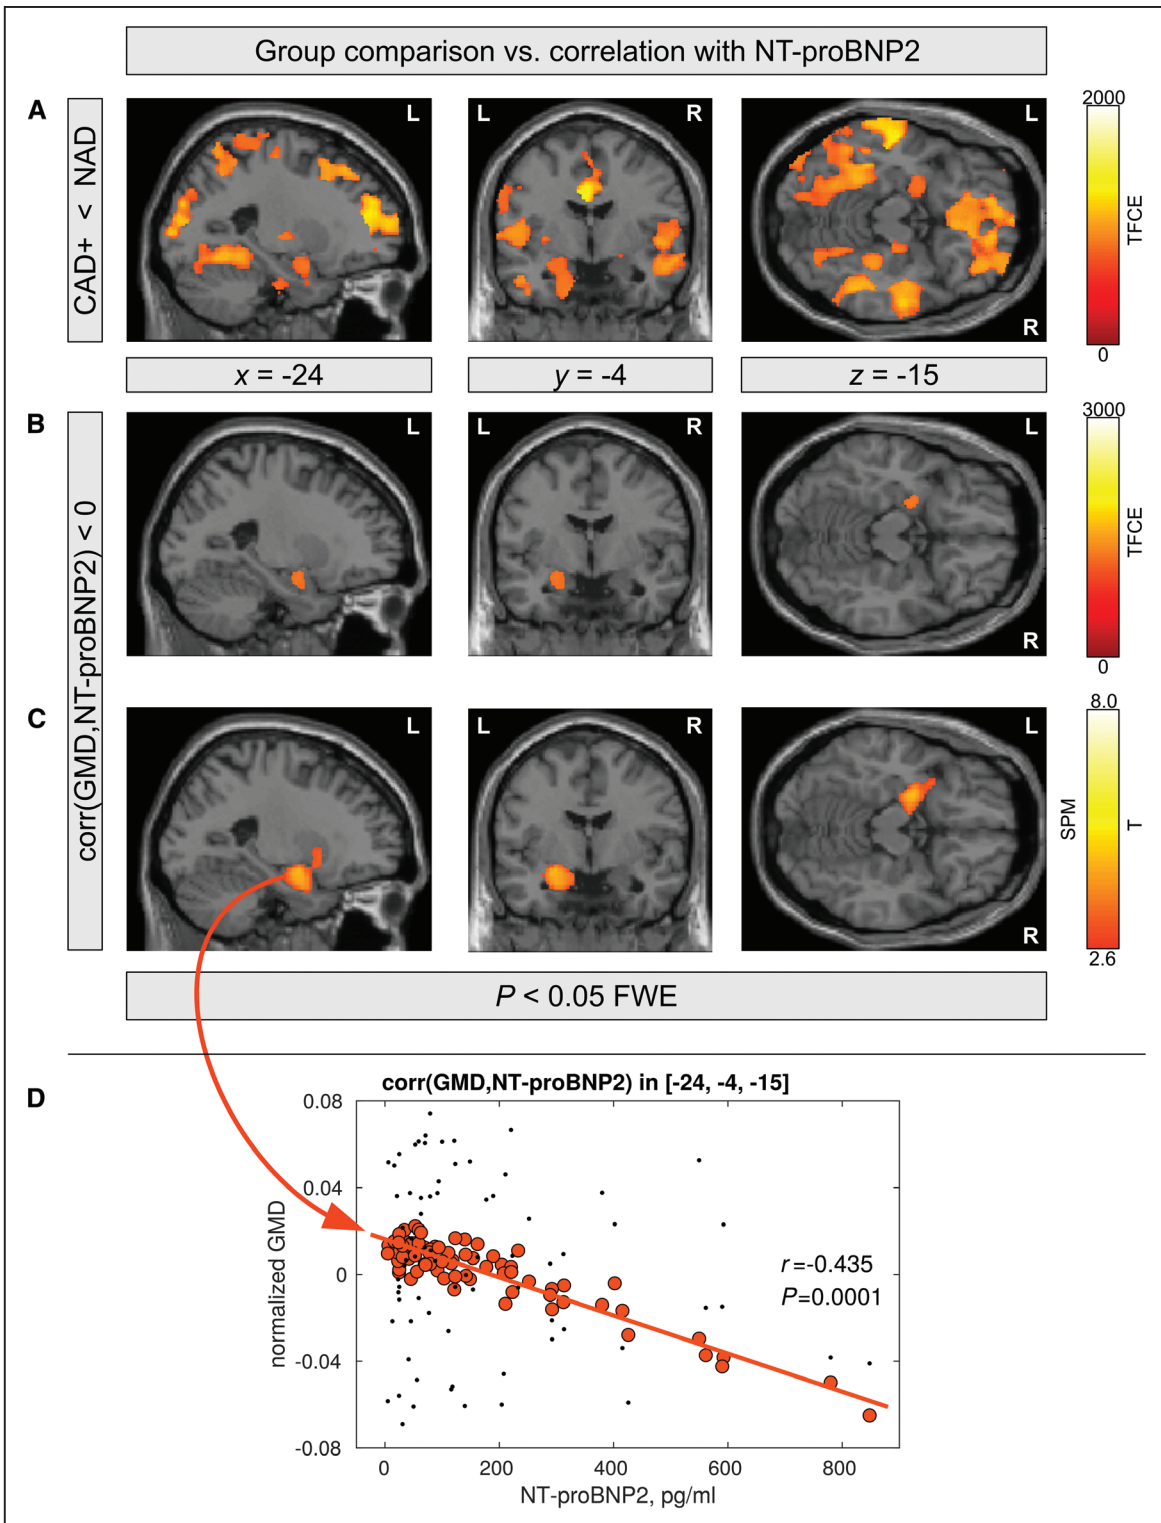 Group comparison vs. correlation with NT-proBNP2
A
CAD+ < NAD
L
L
R
L
R
2000
TFCE
0
x = -24
y = -4
z = -15
B
corr(GMD,NT-proBNP2) < 0
L
L
R
L
R
3000
TFCE
0
C
L
L
R
L
R
8.0
SPM
T
2.6
P < 0.05 FWE
D
corr(GMD,NT-proBNP2) in [-24, -4, -15]
0.08
0.04
0
-0.04
-0.08
normalized GMD
r=-0.435
P=0.0001
0
200
400
600
800
NT-proBNP2, pg/ml